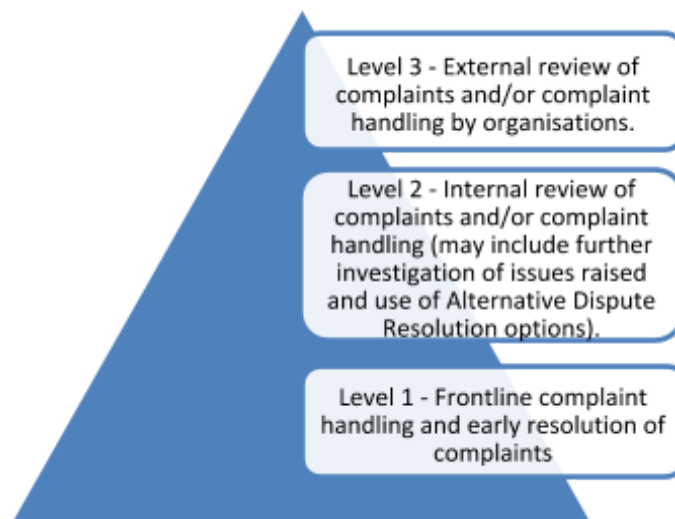 Level 3 - External review of
complaints and/or complaint
handling by organisations.
Level 2 - Internal review of
complaints and/or complaint
handling (may include further
investigation of issues raised
and use of Alternative Dispute
Resolution options).
Level 1 - Frontline complaint
handling and early resolution of
complaints